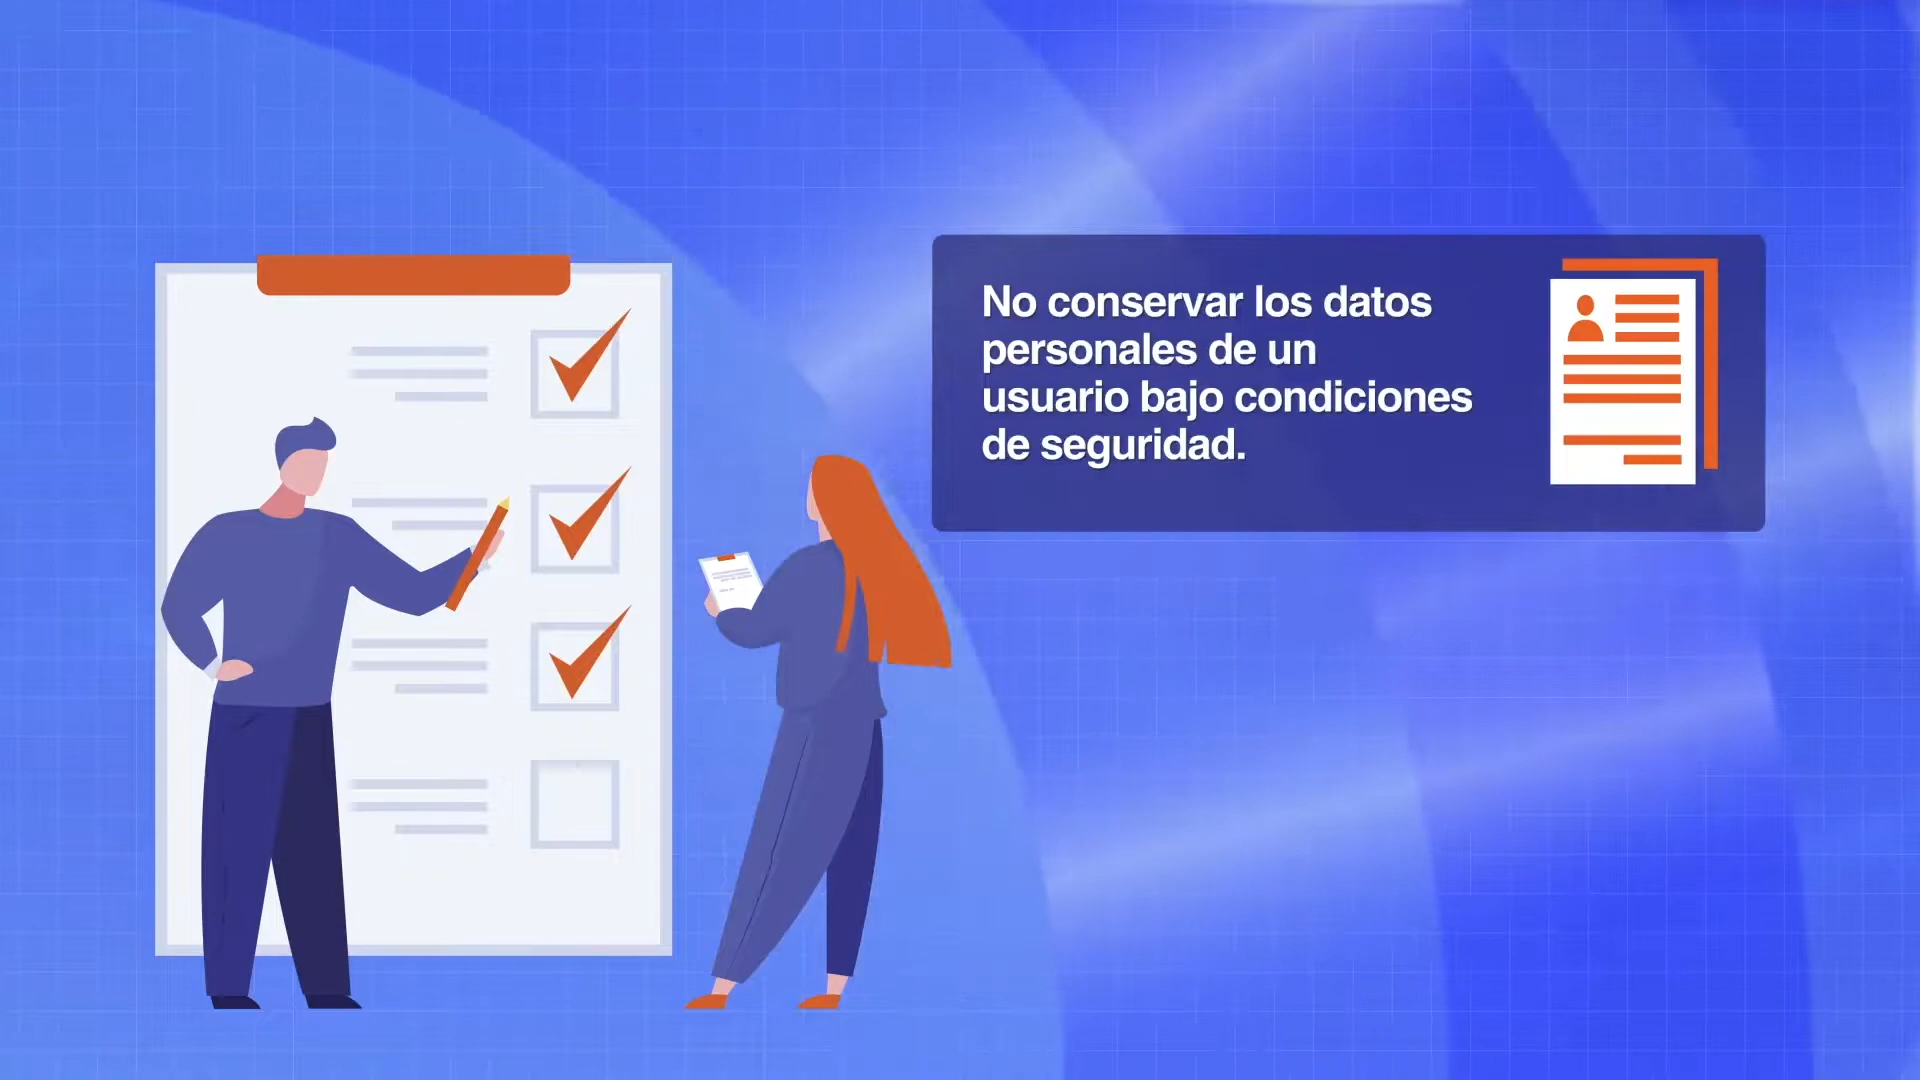 No conservar los datos
personales de un
usuario bajo condiciones
de seguridad.